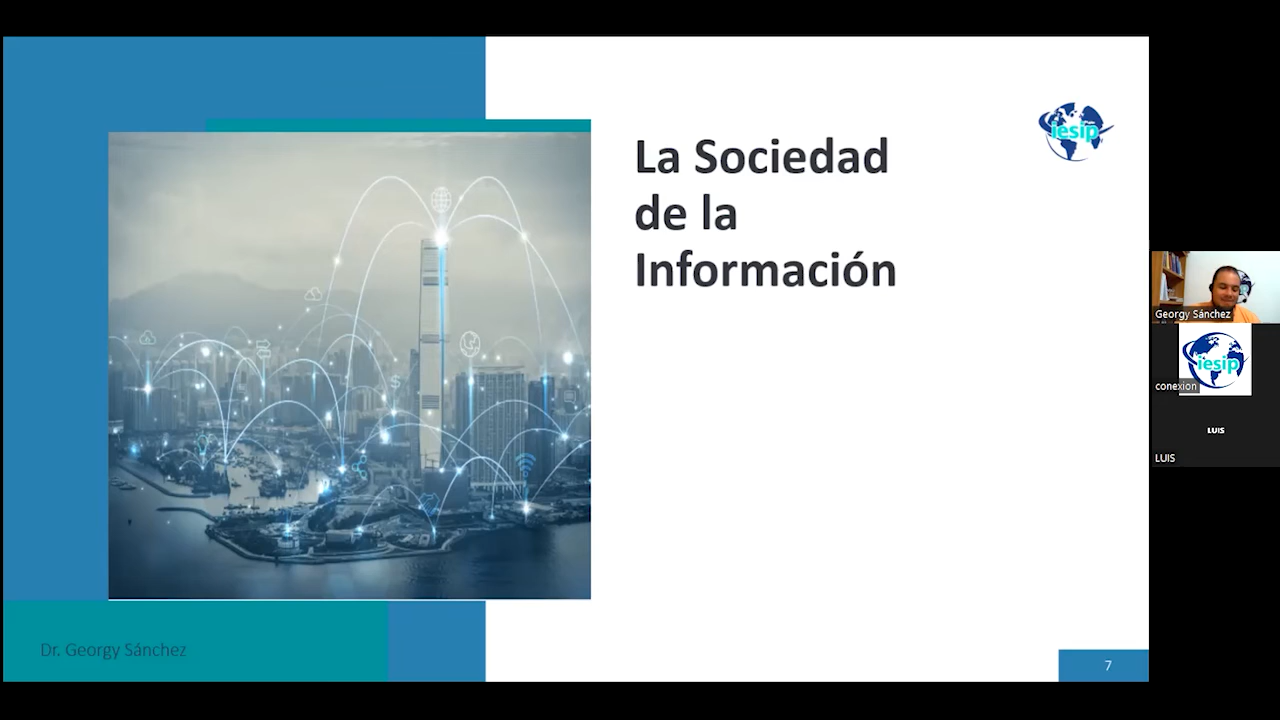 La Sociedad
de la
Información
iesip
Dr. Georgy Sánchez
7
Georgy Sánchez
iesip
conexion
LUIS
LUIS